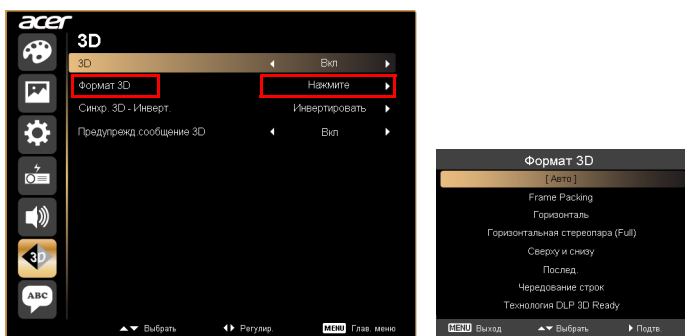 acer
3D
3D Вкл
Формат 3D Нажмите
Синхр. 3D - Инверт. Инвертировать
Предупрежд.сообщение 3D Вкл
3D
ABC
Выбрать Регулир. MENU Глав. меню
Формат 3D
[ Авто ]
Frame Packing
Горизонталь
Горизонтальная стереопара (Full)
Сверху и снизу
Послед.
Чередование строк
Технология DLP 3D Ready
MENU Выход Выбрать Подтв.